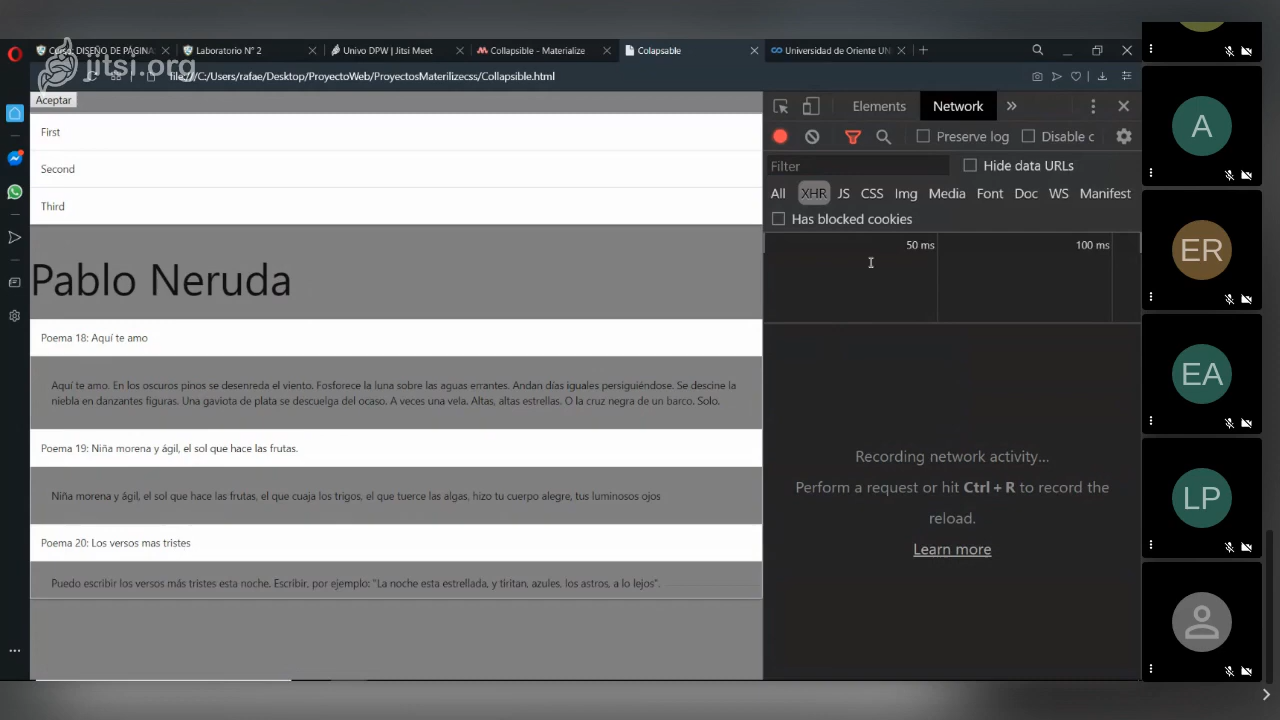 jitsi.org
Laboratorio N° 2
Univo DPW | Jitsi Meet
Collapsible - Materialize
Colapsable
Universidad de Oriente UN
file:///C:/Users/rafae/Desktop/ProyectoWeb/ProyectosMaterilizecss/Collapsible.html
Aceptar
First
Second
Third
Pablo Neruda
Poema 18: Aquí te amo
Aquí te amo. En los oscuros pinos se desenreda el viento. Fosforece la luna sobre las aguas errantes. Andan días iguales persiguiéndose. Se descine la
niebla en danzantes figuras. Una gaviota de plata se descuelga del ocaso. A veces una vela. Altas, altas estrellas. O la cruz negra de un barco. Solo.
Poema 19: Niña morena y ágil, el sol que hace las frutas.
Niña morena y ágil, el sol que hace las frutas, el que cuaja los trigos, el que tuerce las algas, hizo tu cuerpo alegre, tus luminosos ojos
Poema 20: Los versos mas tristes
Puedo escribir los versos más tristes esta noche. Escribir, por ejemplo: "La noche esta estrellada, y tiritan, azules, los astros, a lo lejos".
Elements
Network
Preserve log
Disable c
Filter
Hide data URLs
All XHR JS CSS Img Media Font Doc WS Manifest
Has blocked cookies
50 ms
100 ms
Recording network activity...
Perform a request or hit Ctrl + R to record the
reload.
Learn more
A
ER
EA
LP